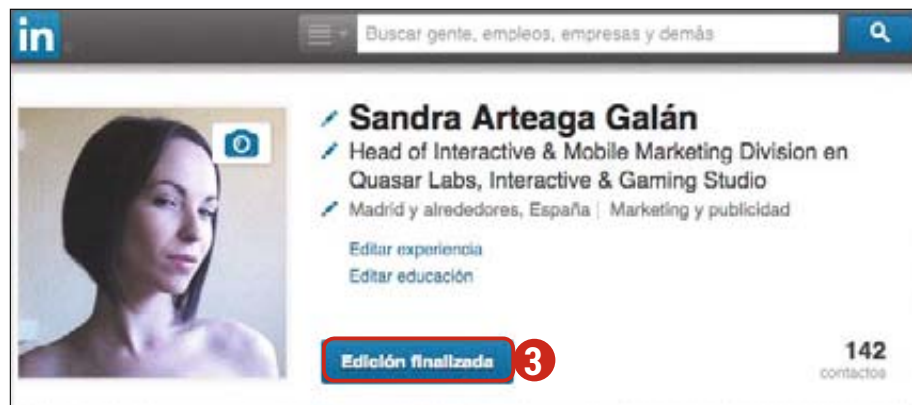 in
Buscar gente, empleos, empresas y demás
Sandra Arteaga Galán
Head of Interactive & Mobile Marketing Division en
Quasar Labs, Interactive & Gaming Studio
Madrid y alrededores, España | Marketing y publicidad
Editar experiencia
Editar educación
Edición finalizada
3
142
contactos